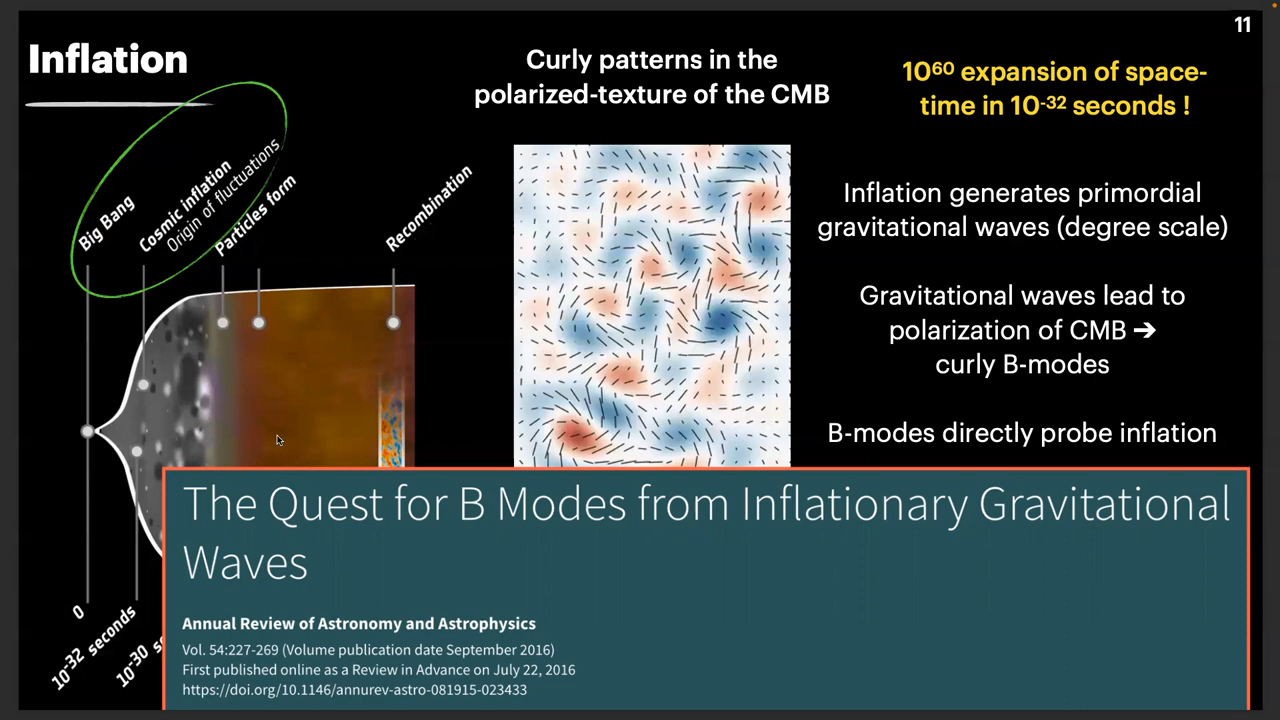 11
Inflation
Curly patterns in the
polarized-texture of the CMB
10⁶⁰ expansion of space-
time in 10⁻³² seconds !
Big Bang
Cosmic inflation
Origin of fluctuations
Particles form
Recombination
Inflation generates primordial
gravitational waves (degree scale)
Gravitational waves lead to
polarization of CMB ➔
curly B-modes
B-modes directly probe inflation
0
10⁻³² seconds
10⁻³⁰
The Quest for B Modes from Inflationary Gravitational
Waves
Annual Review of Astronomy and Astrophysics
Vol. 54:227-269 (Volume publication date September 2016)
First published online as a Review in Advance on July 22, 2016
https://doi.org/10.1146/annurev-astro-081915-023433